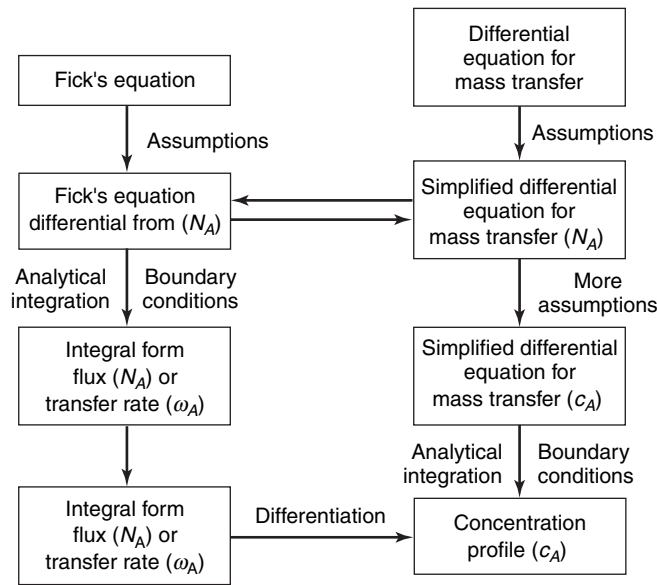 Fick's equation
Differential
equation for
mass transfer
Assumptions
Assumptions
Fick's equation
differential from (N_A)
Simplified differential
equation for
mass transfer (N_A)
Analytical
integration
Boundary
conditions
More
assumptions
Integral form
flux (N_A) or
transfer rate (ω_A)
Simplified differential
equation for
mass transfer (c_A)
Analytical
integration
Boundary
conditions
Integral form
flux (N_A) or
transfer rate (ω_A)
Differentiation
Concentration
profile (c_A)